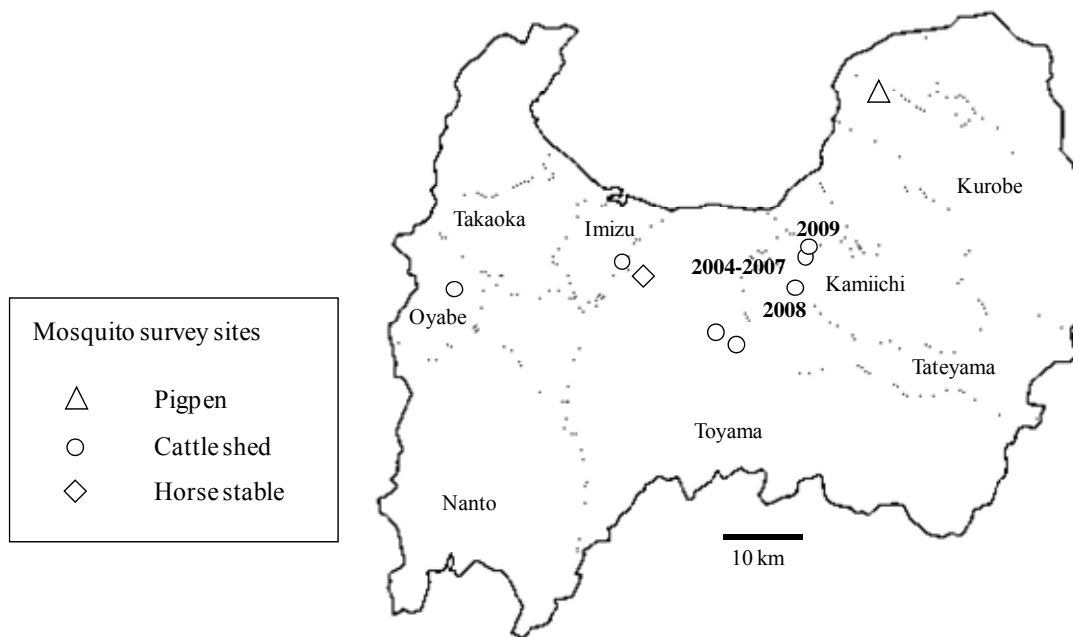 Mosquito survey sites
Pigpen
Cattle shed
Horse stable
Kurobe
Takaoka
Imizu
2009
2004-2007
Kamiichi
2008
Oyabe
Tateyama
Toyama
Nanto
10 km